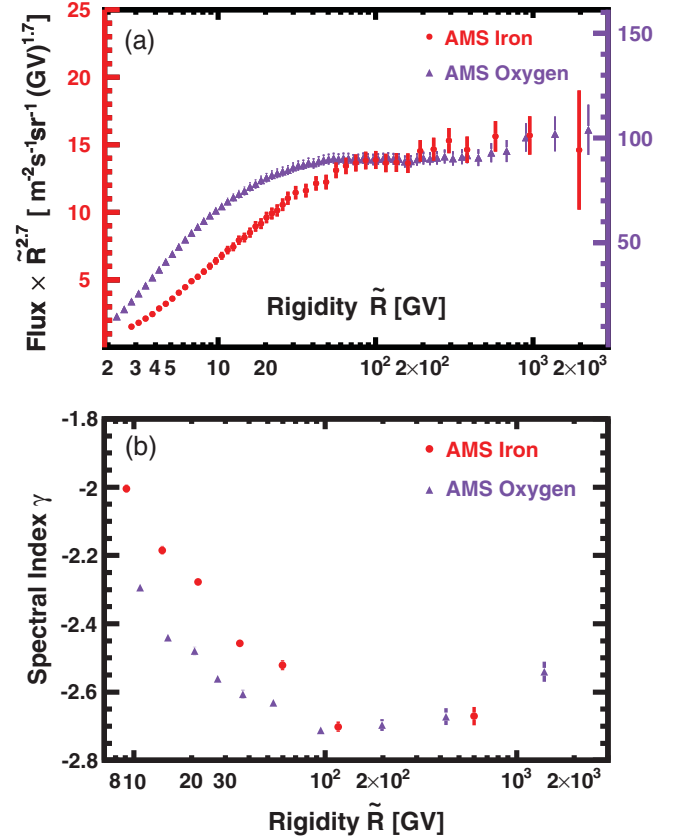 (a)
AMS Iron
AMS Oxygen
Flux × R̃^2.7 [ m^-2s^-1sr^-1 (GV)^1.7]
25
20
15
10
5
150
100
50
Rigidity R̃ [GV]
2 3 4 5 10 20 10^2 2×10^2 10^3 2×10^3
(b)
AMS Iron
AMS Oxygen
Spectral Index γ
-1.8
-2
-2.2
-2.4
-2.6
-2.8
8 10 20 30 10^2 2×10^2 10^3 2×10^3
Rigidity R̃ [GV]